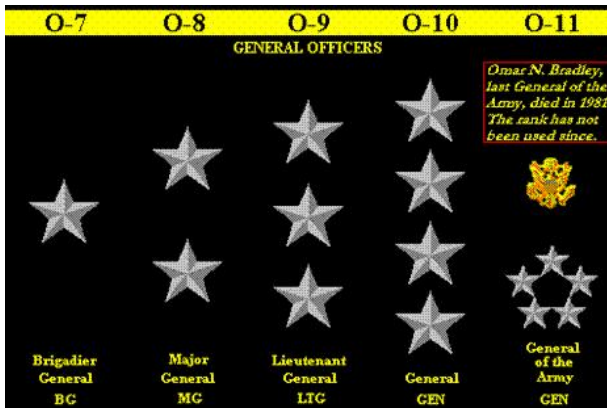 O-7 O-8 O-9 O-10 O-11
GENERAL OFFICERS
Omar N. Bradley,
last General of the
Army, died in 1981
The rank has not
been used since.
Brigadier
General
BG
Major
General
MG
Lieutenant
General
LTG
General
GEN
General
of the
Army
GEN